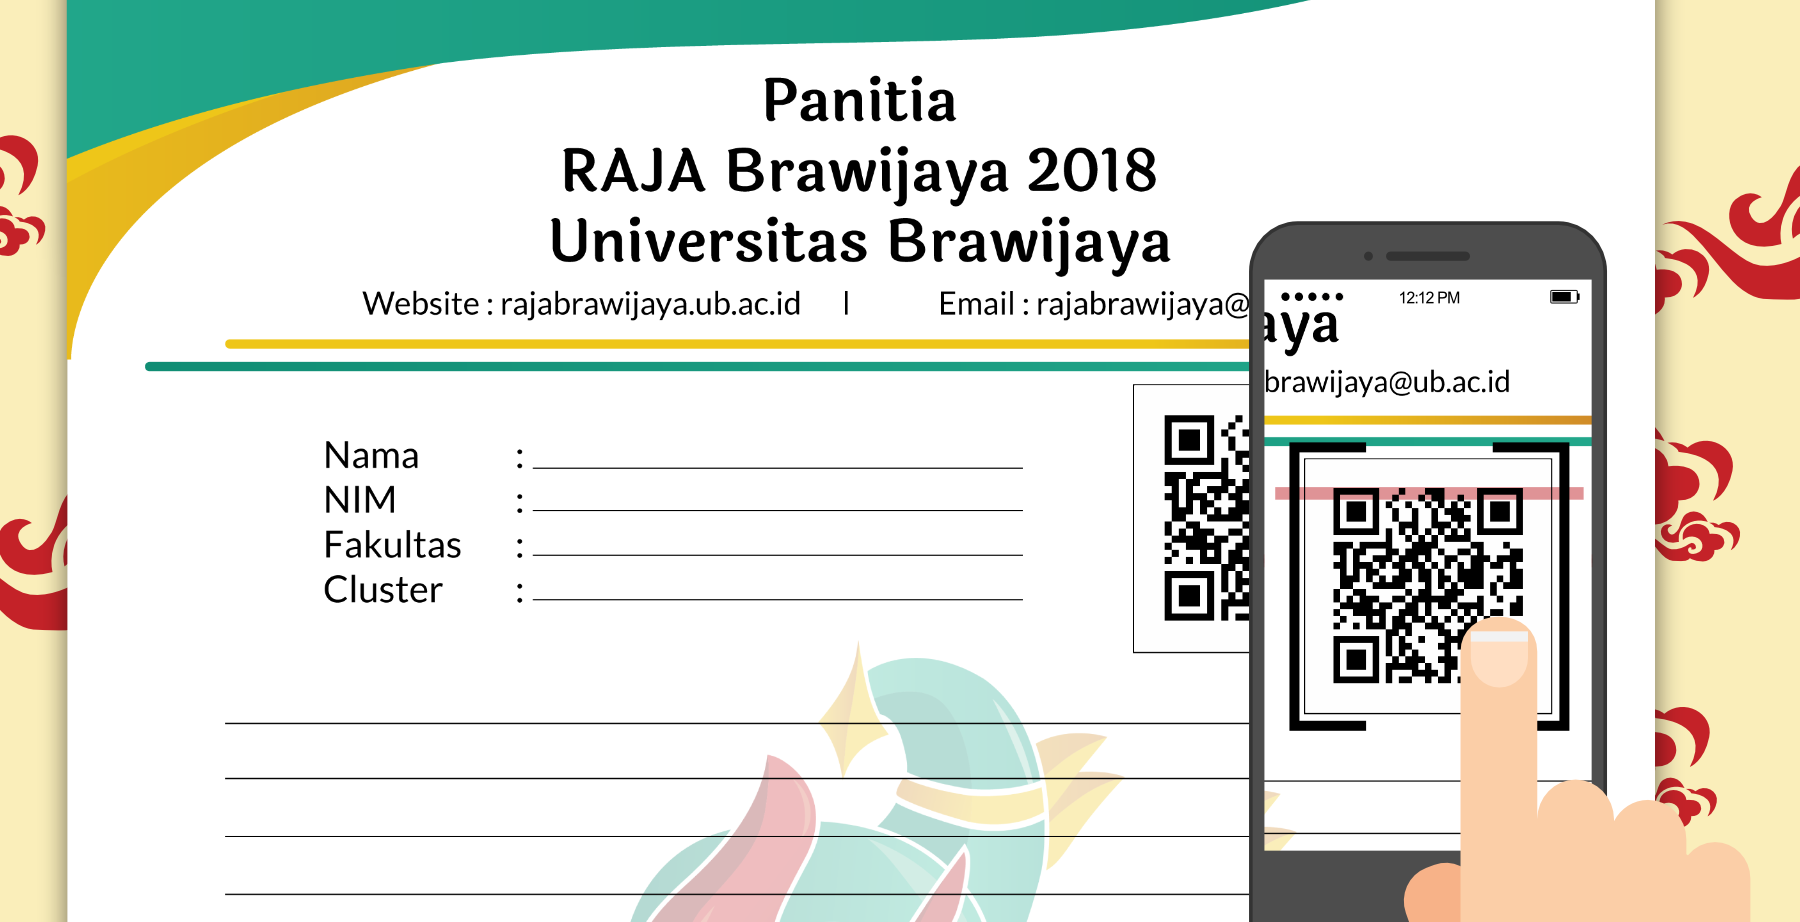 Panitia
RAJA Brawijaya 2018
Universitas Brawijaya
Website : rajabrawijaya.ub.ac.id | Email : rajabrawijaya@
12:12 PM
aya
brawijaya@ub.ac.id
Nama :
NIM :
Fakultas :
Cluster :